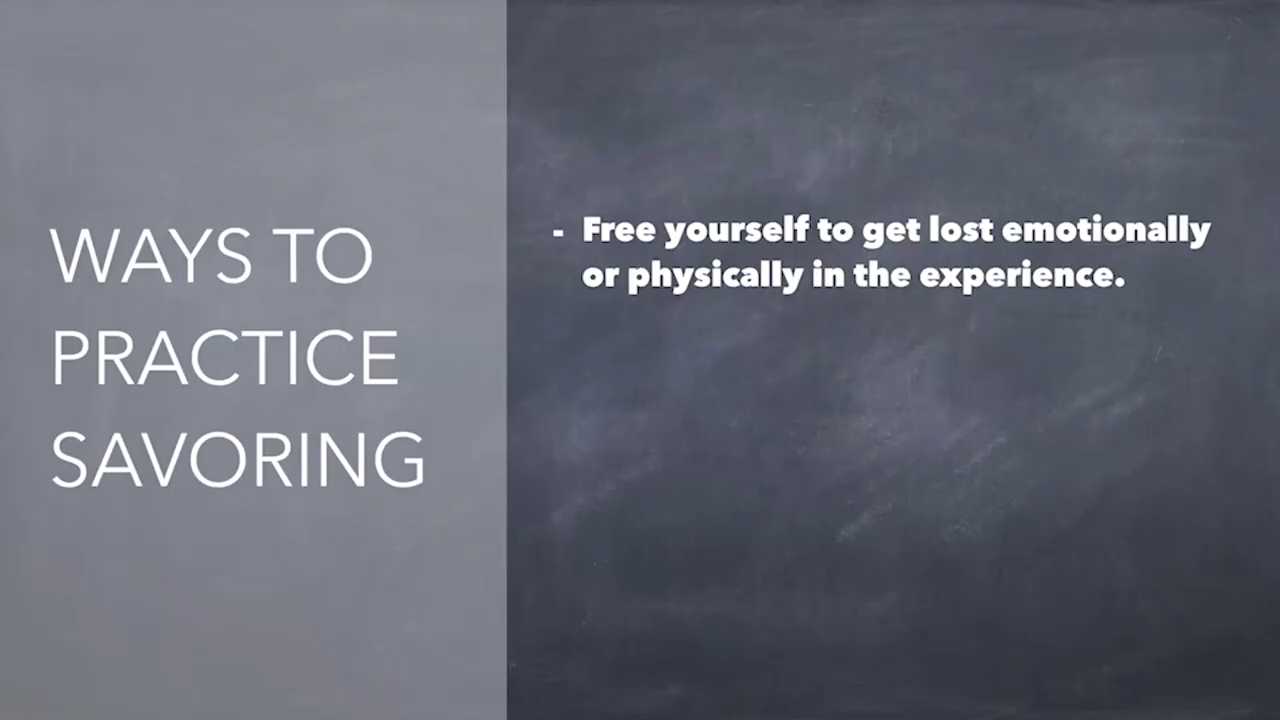 WAYS TO
PRACTICE
SAVORING
- Free yourself to get lost emotionally
or physically in the experience.